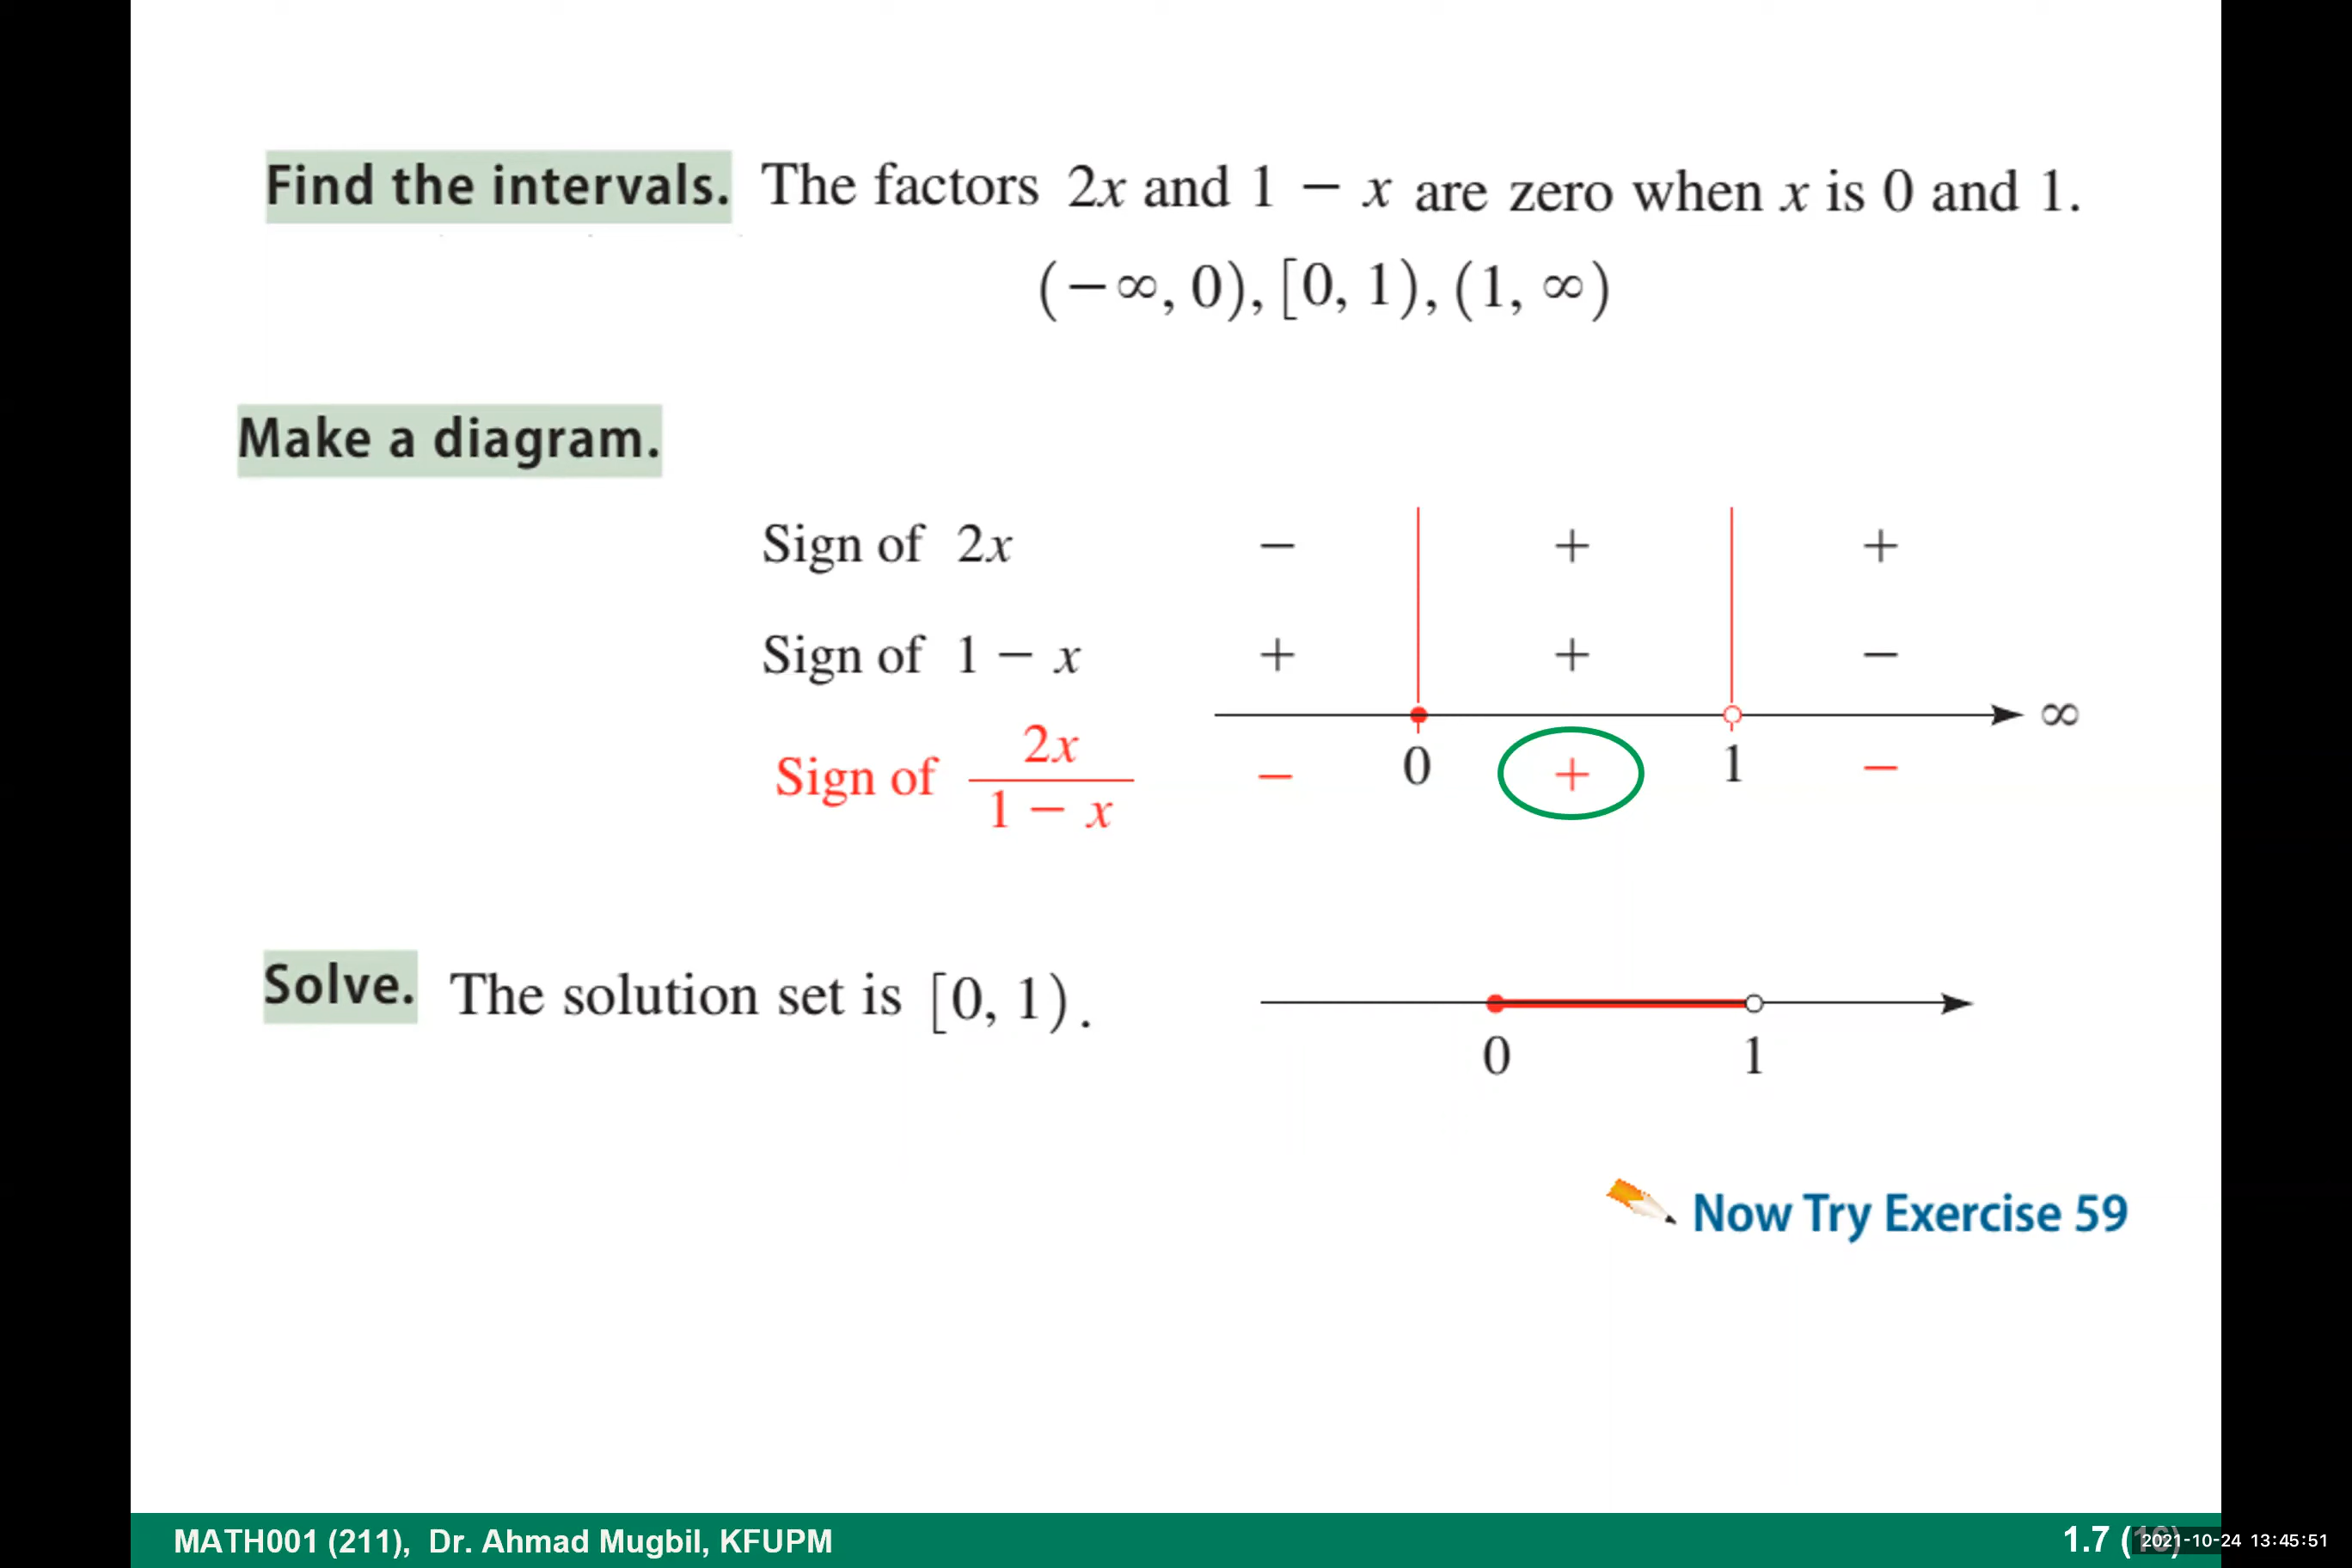 Find the intervals. The factors 2x and 1 − x are zero when x is 0 and 1.
(−∞, 0), [0, 1), (1, ∞)
Make a diagram.
Sign of 2x − + +
Sign of 1 − x + + −
∞
0 1
Sign of 2x / 1 − x − + −
Solve. The solution set is [0, 1).
0 1
Now Try Exercise 59
MATH001 (211), Dr. Ahmad Mugbil, KFUPM
1.7 (
2021-10-24 13:45:51